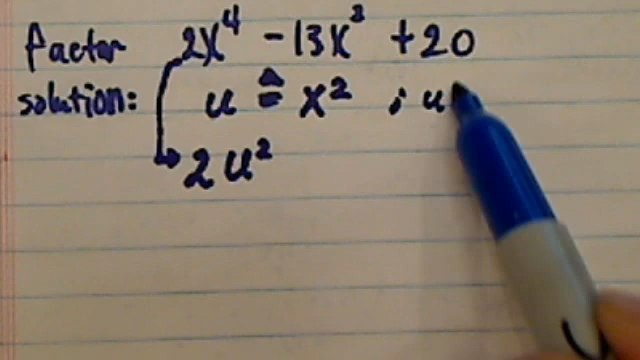 factor 2x⁴ - 13x² + 20
solution: u ≙ x² ; u
2u²